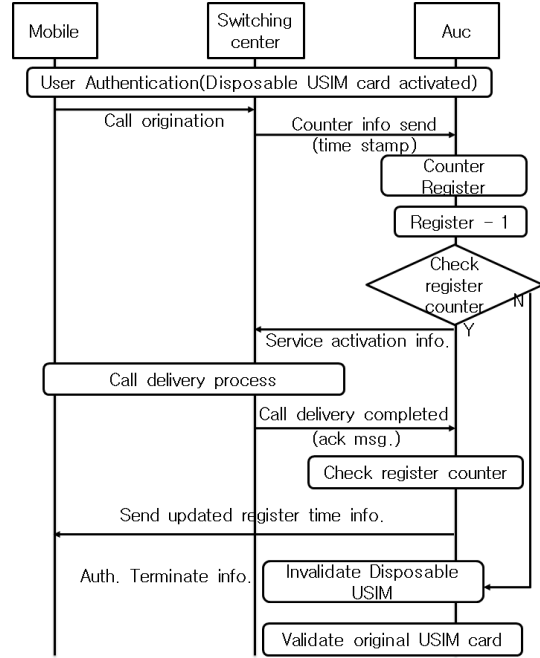 Mobile
Switching
center
Auc
User Authentication(Disposable USIM card activated)
Call origination
Counter info send
(time stamp)
Counter
Register
Register - 1
Check
register
counter
N
Y
Service activation info.
Call delivery process
Call delivery completed
(ack msg.)
Check register counter
Send updated register time info.
Auth. Terminate info.
Invalidate Disposable
USIM
Validate original USIM card